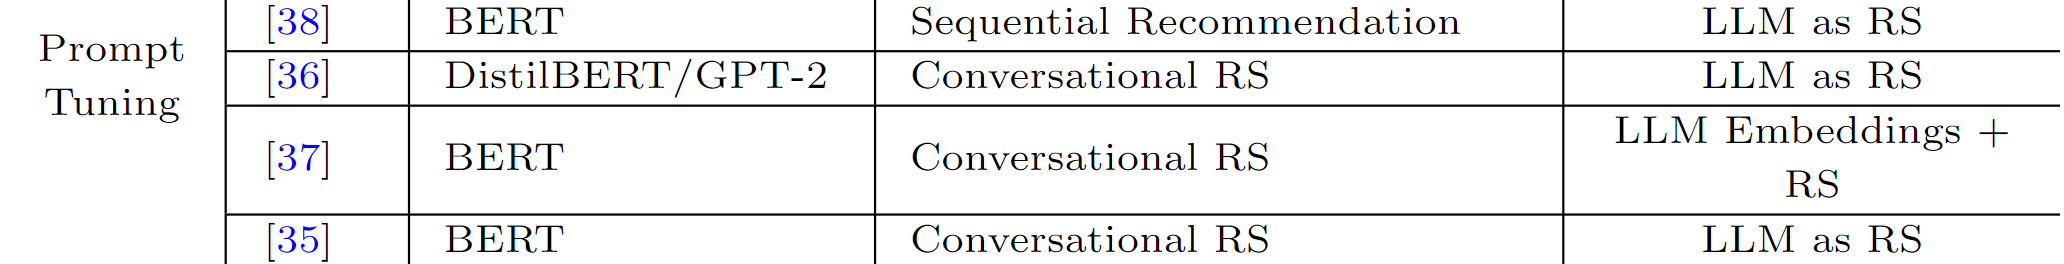 Prompt
Tuning
[38] BERT Sequential Recommendation LLM as RS
[36] DistilBERT/GPT-2 Conversational RS LLM as RS
[37] BERT Conversational RS LLM Embeddings +
RS
[35] BERT Conversational RS LLM as RS